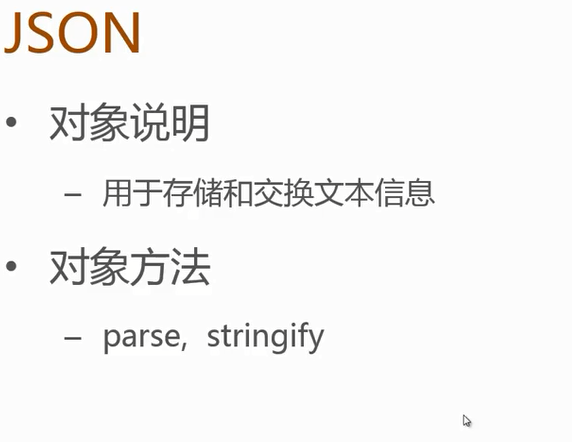 JSON
• 对象说明
– 用于存储和交换文本信息
• 对象方法
– parse, stringify